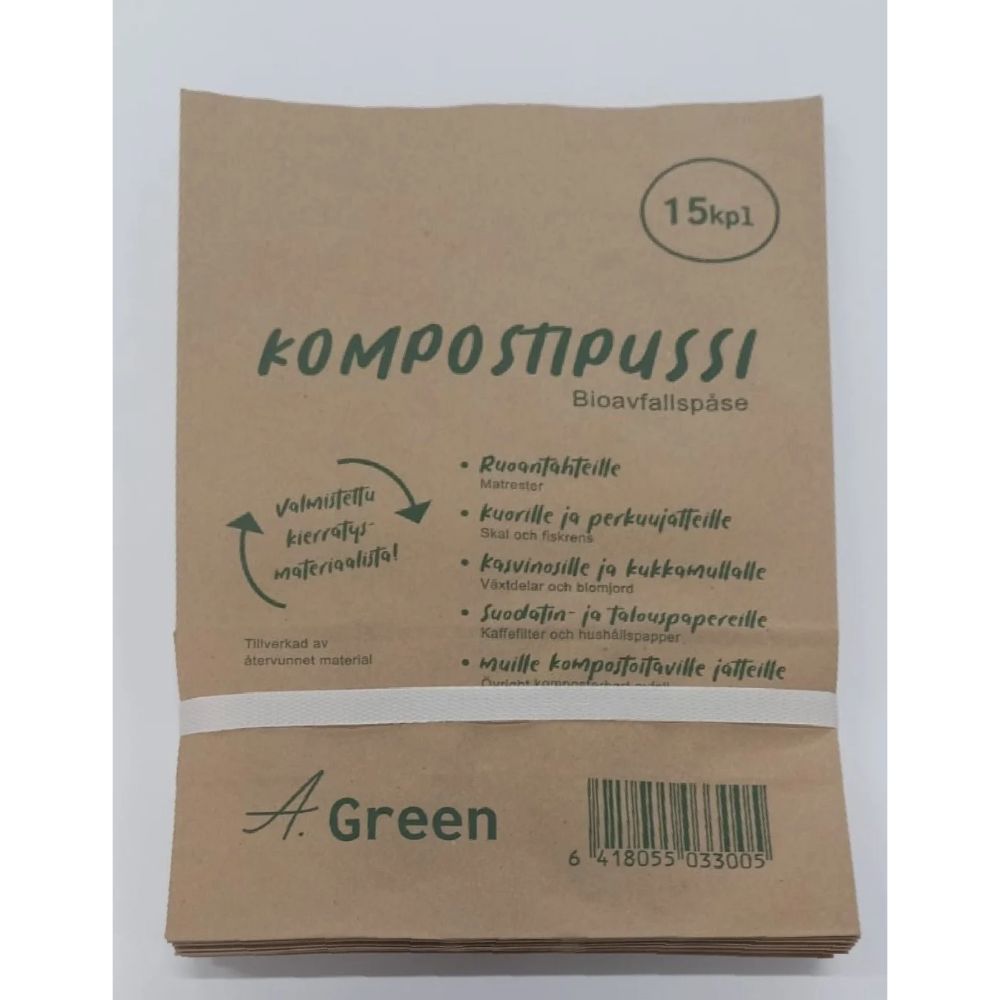 15kpl
KOMPOSTIPUSSI
Bioavfallspåse
Valmistettu
kierrätys-
materiaalista!
Tillverkad av
återvunnet material
• Ruoantähteille
Matrester
• Kuorille ja perkuujätteille
Skal och fiskrens
• Kasvinosille ja kukkamullalle
Växtdelar och blomjord
• Suodatin- ja talouspapereille
Kaffefilter och hushållspapper
• muille kompostoitaville jätteille
A. Green
6 418055 033005